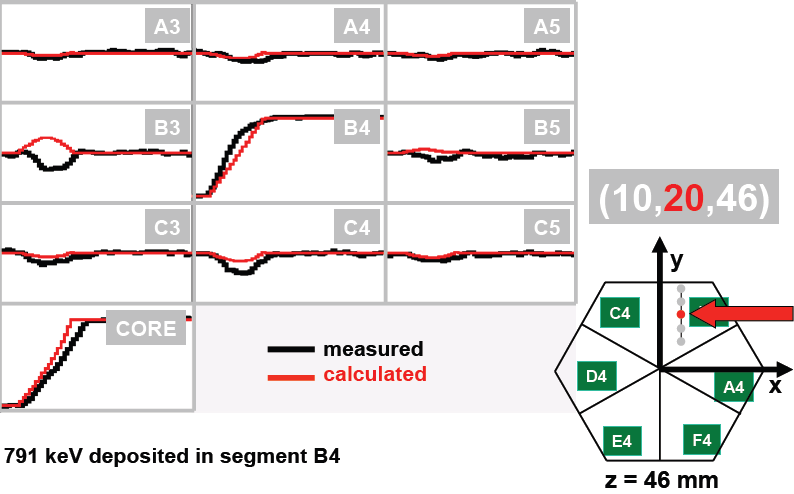 A3
A4
A5
B3
B4
B5
(10,20,46)
C3
C4
C5
y
CORE
C4
measured
calculated
D4
A4
x
791 keV deposited in segment B4
E4
F4
z = 46 mm